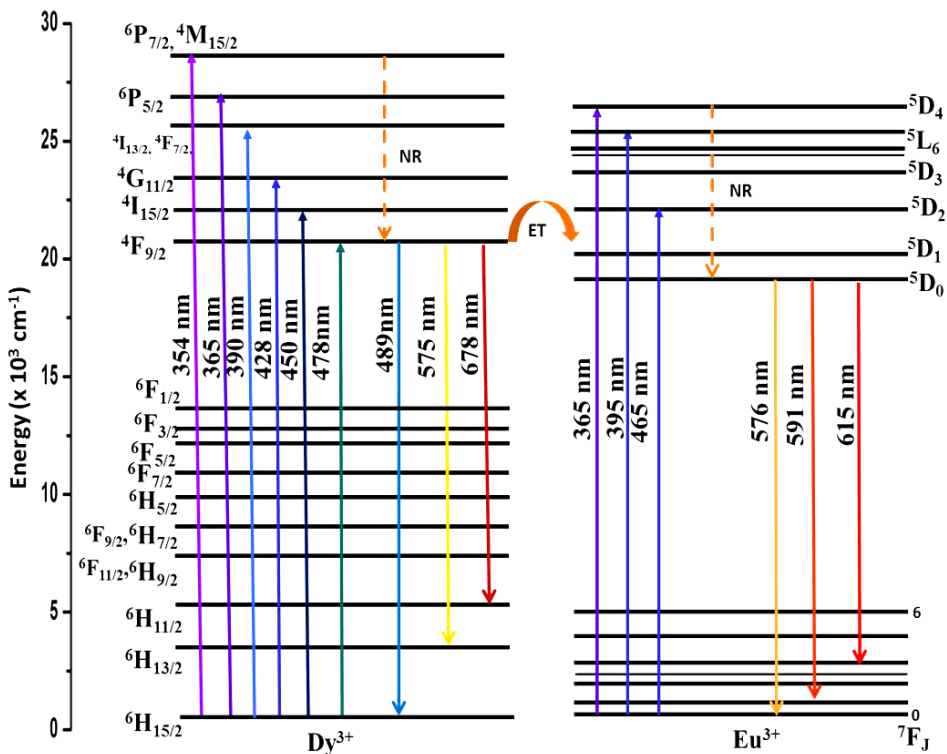 Energy (x 10³ cm⁻¹)
30
25
20
15
10
5
0
⁶P₇/₂, ⁴M₁₅/₂
⁶P₅/₂
⁴I₁₃/₂, ⁴F₇/₂,
⁴G₁₁/₂
⁴I₁₅/₂
⁴F₉/₂
⁶F₁/₂
⁶F₃/₂
⁶F₅/₂
⁶F₇/₂
⁶H₅/₂
⁶F₉/₂,⁶H₇/₂
⁶F₁₁/₂,⁶H₉/₂
⁶H₁₁/₂
⁶H₁₃/₂
⁶H₁₅/₂
354 nm
365 nm
390 nm
428 nm
450 nm
478nm
489nm
575 nm
678 nm
NR
ET
Dy³⁺
365 nm
395 nm
465 nm
576 nm
591 nm
615 nm
NR
⁵D₄
⁵L₆
⁵D₃
⁵D₂
⁵D₁
⁵D₀
6
0
Eu³⁺
⁷F_J